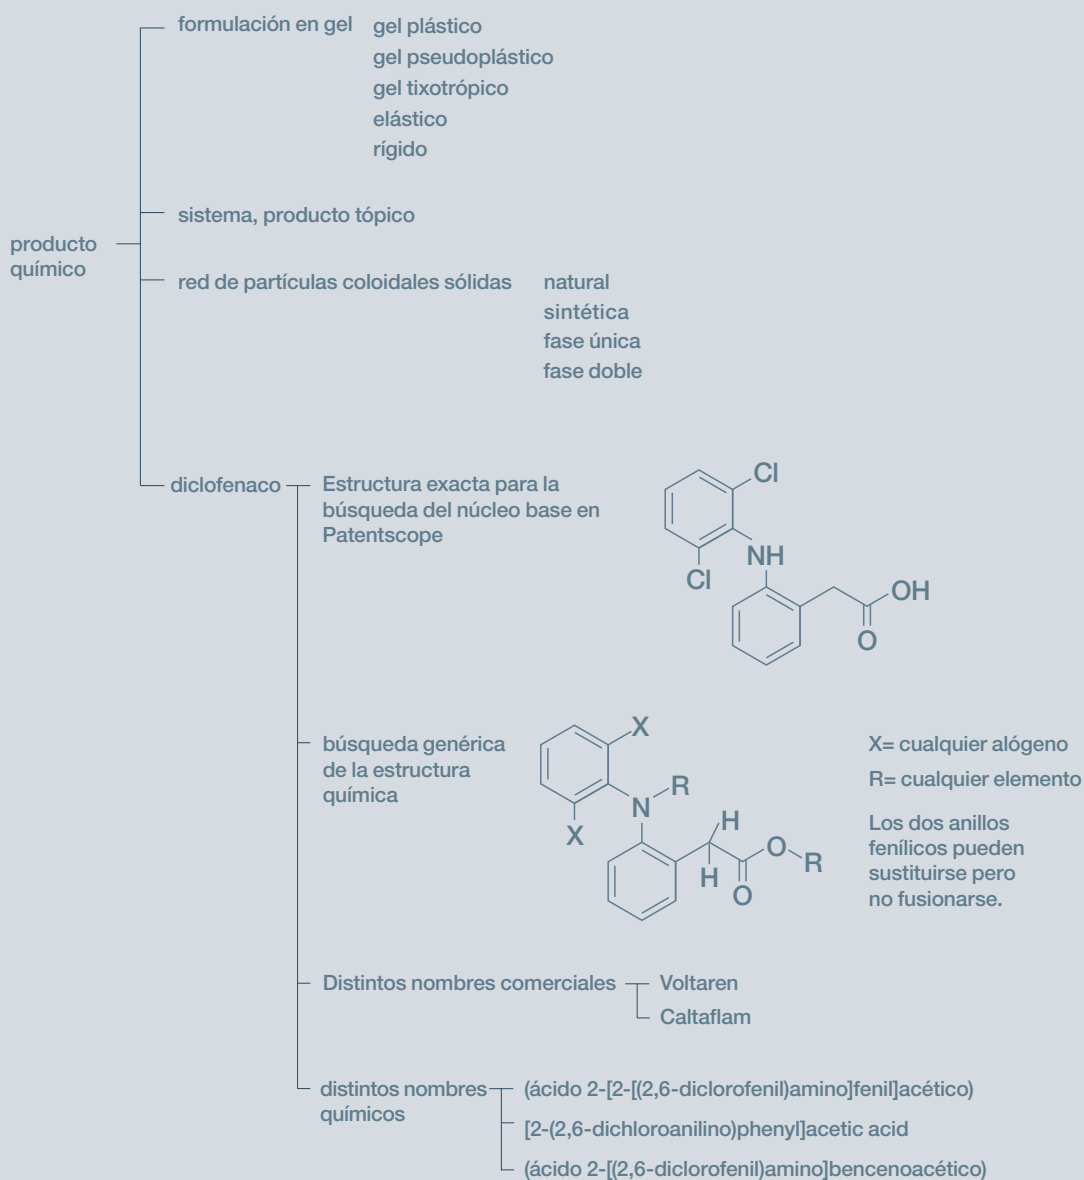 formulación en gel
gel plástico
gel pseudoplástico
gel tixotrópico
elástico
rígido
sistema, producto tópico
producto
químico
red de partículas coloidales sólidas
natural
sintética
fase única
fase doble
diclofenaco
Estructura exacta para la
búsqueda del núcleo base en
Patentscope
Cl
Cl
NH
OH
O
búsqueda genérica
de la estructura
química
X
X
N
R
H
H
O
O
R
X= cualquier alógeno
R= cualquier elemento
Los dos anillos
fenílicos pueden
sustituirse pero
no fusionarse.
Distintos nombres comerciales
Voltaren
Caltaflam
distintos nombres
químicos
(ácido 2-[2-[(2,6-diclorofenil)amino]fenil]acético)
[2-(2,6-dichloroanilino)phenyl]acetic acid
(ácido 2-[(2,6-diclorofenil)amino]bencenoacético)